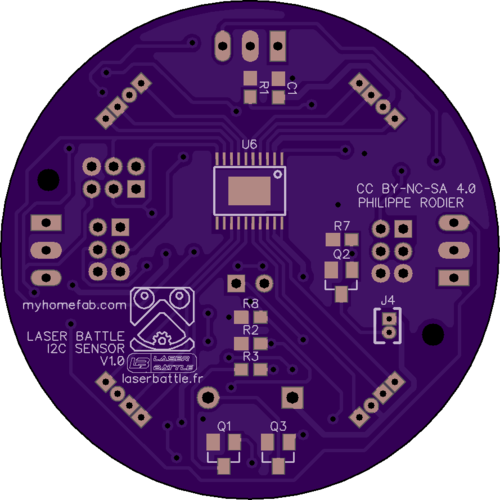 R1
C1
U6
CC BY-NC-SA 4.0
PHILIPPE RODIER
R7
Q2
J4
myhomefab.com
R8
LASER BATTLE
I2C SENSOR
V1.0
R2
LASER
BATTLE
R3
laserbattle.fr
Q1
Q3